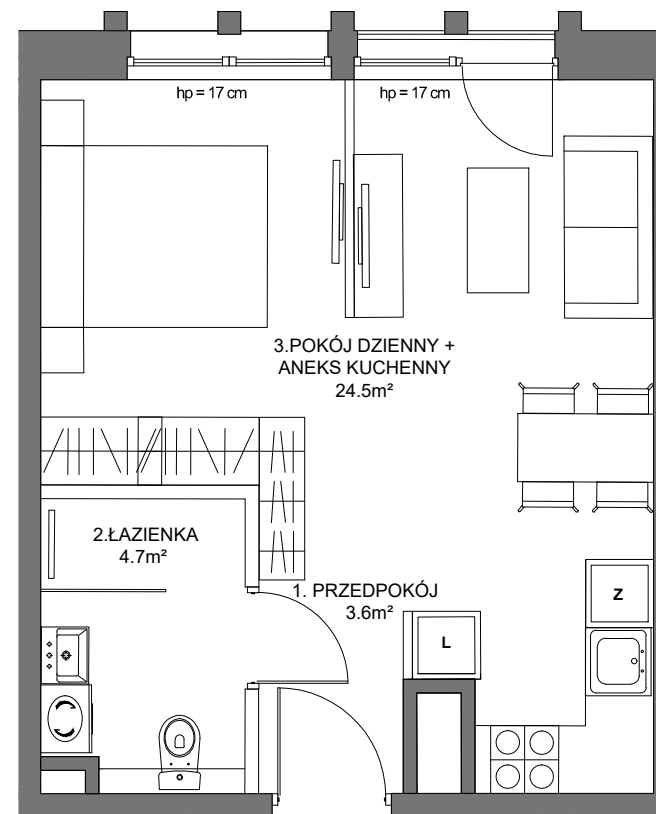 hp = 17 cm
hp = 17 cm
3.POKÓJ DZIENNY +
ANEKS KUCHENNY
24.5m²
2.ŁAZIENKA
4.7m²
1. PRZEDPOKÓJ
3.6m²
Z
L